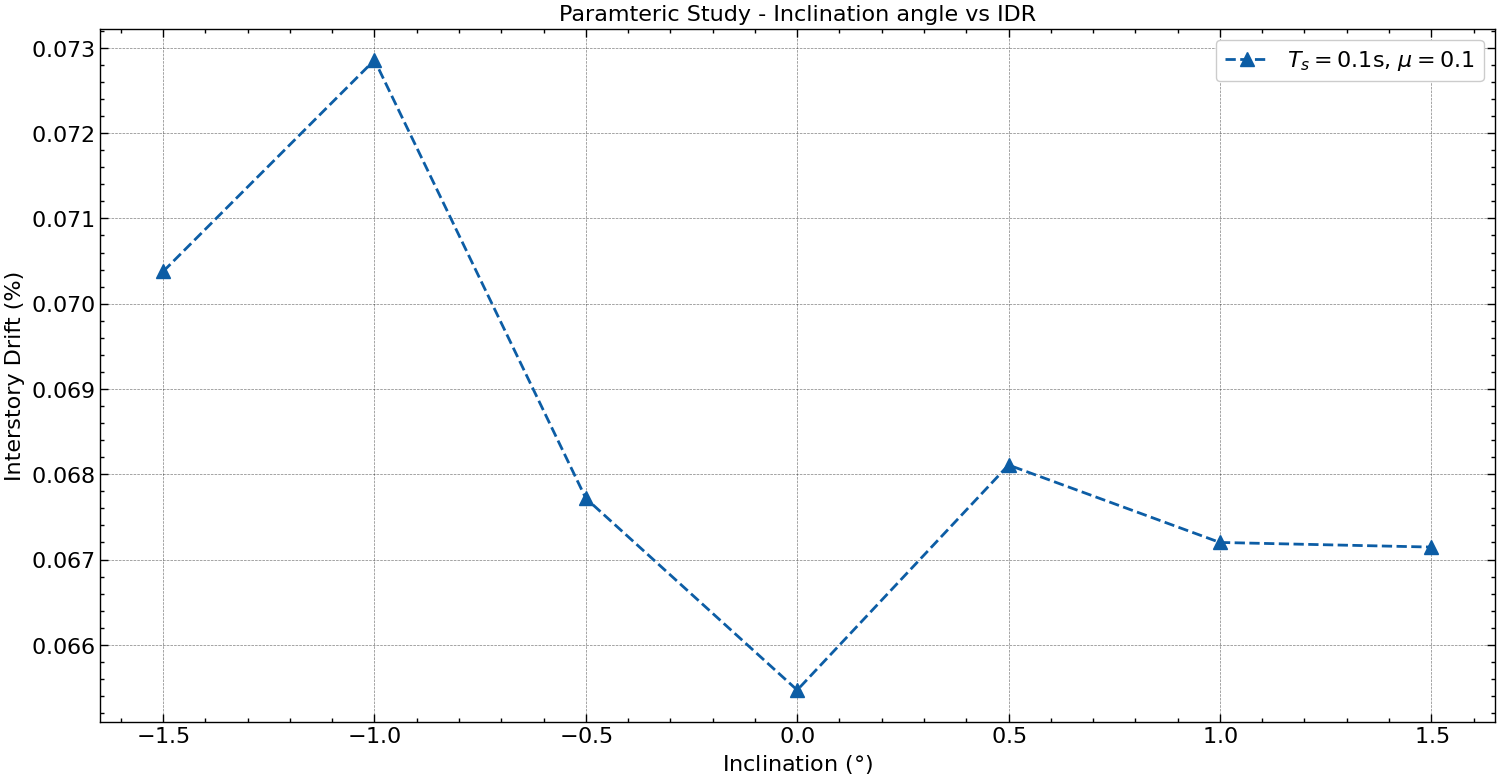 Paramteric Study - Inclination angle vs IDR
T_s = 0.1s, μ = 0.1
Interstory Drift (%)
0.073
0.072
0.071
0.070
0.069
0.068
0.067
0.066
−1.5 −1.0 −0.5 0.0 0.5 1.0 1.5
Inclination (°)